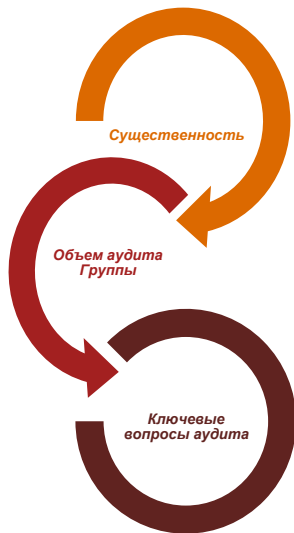 Существенность
Объем аудита
Группы
Ключевые
вопросы аудита